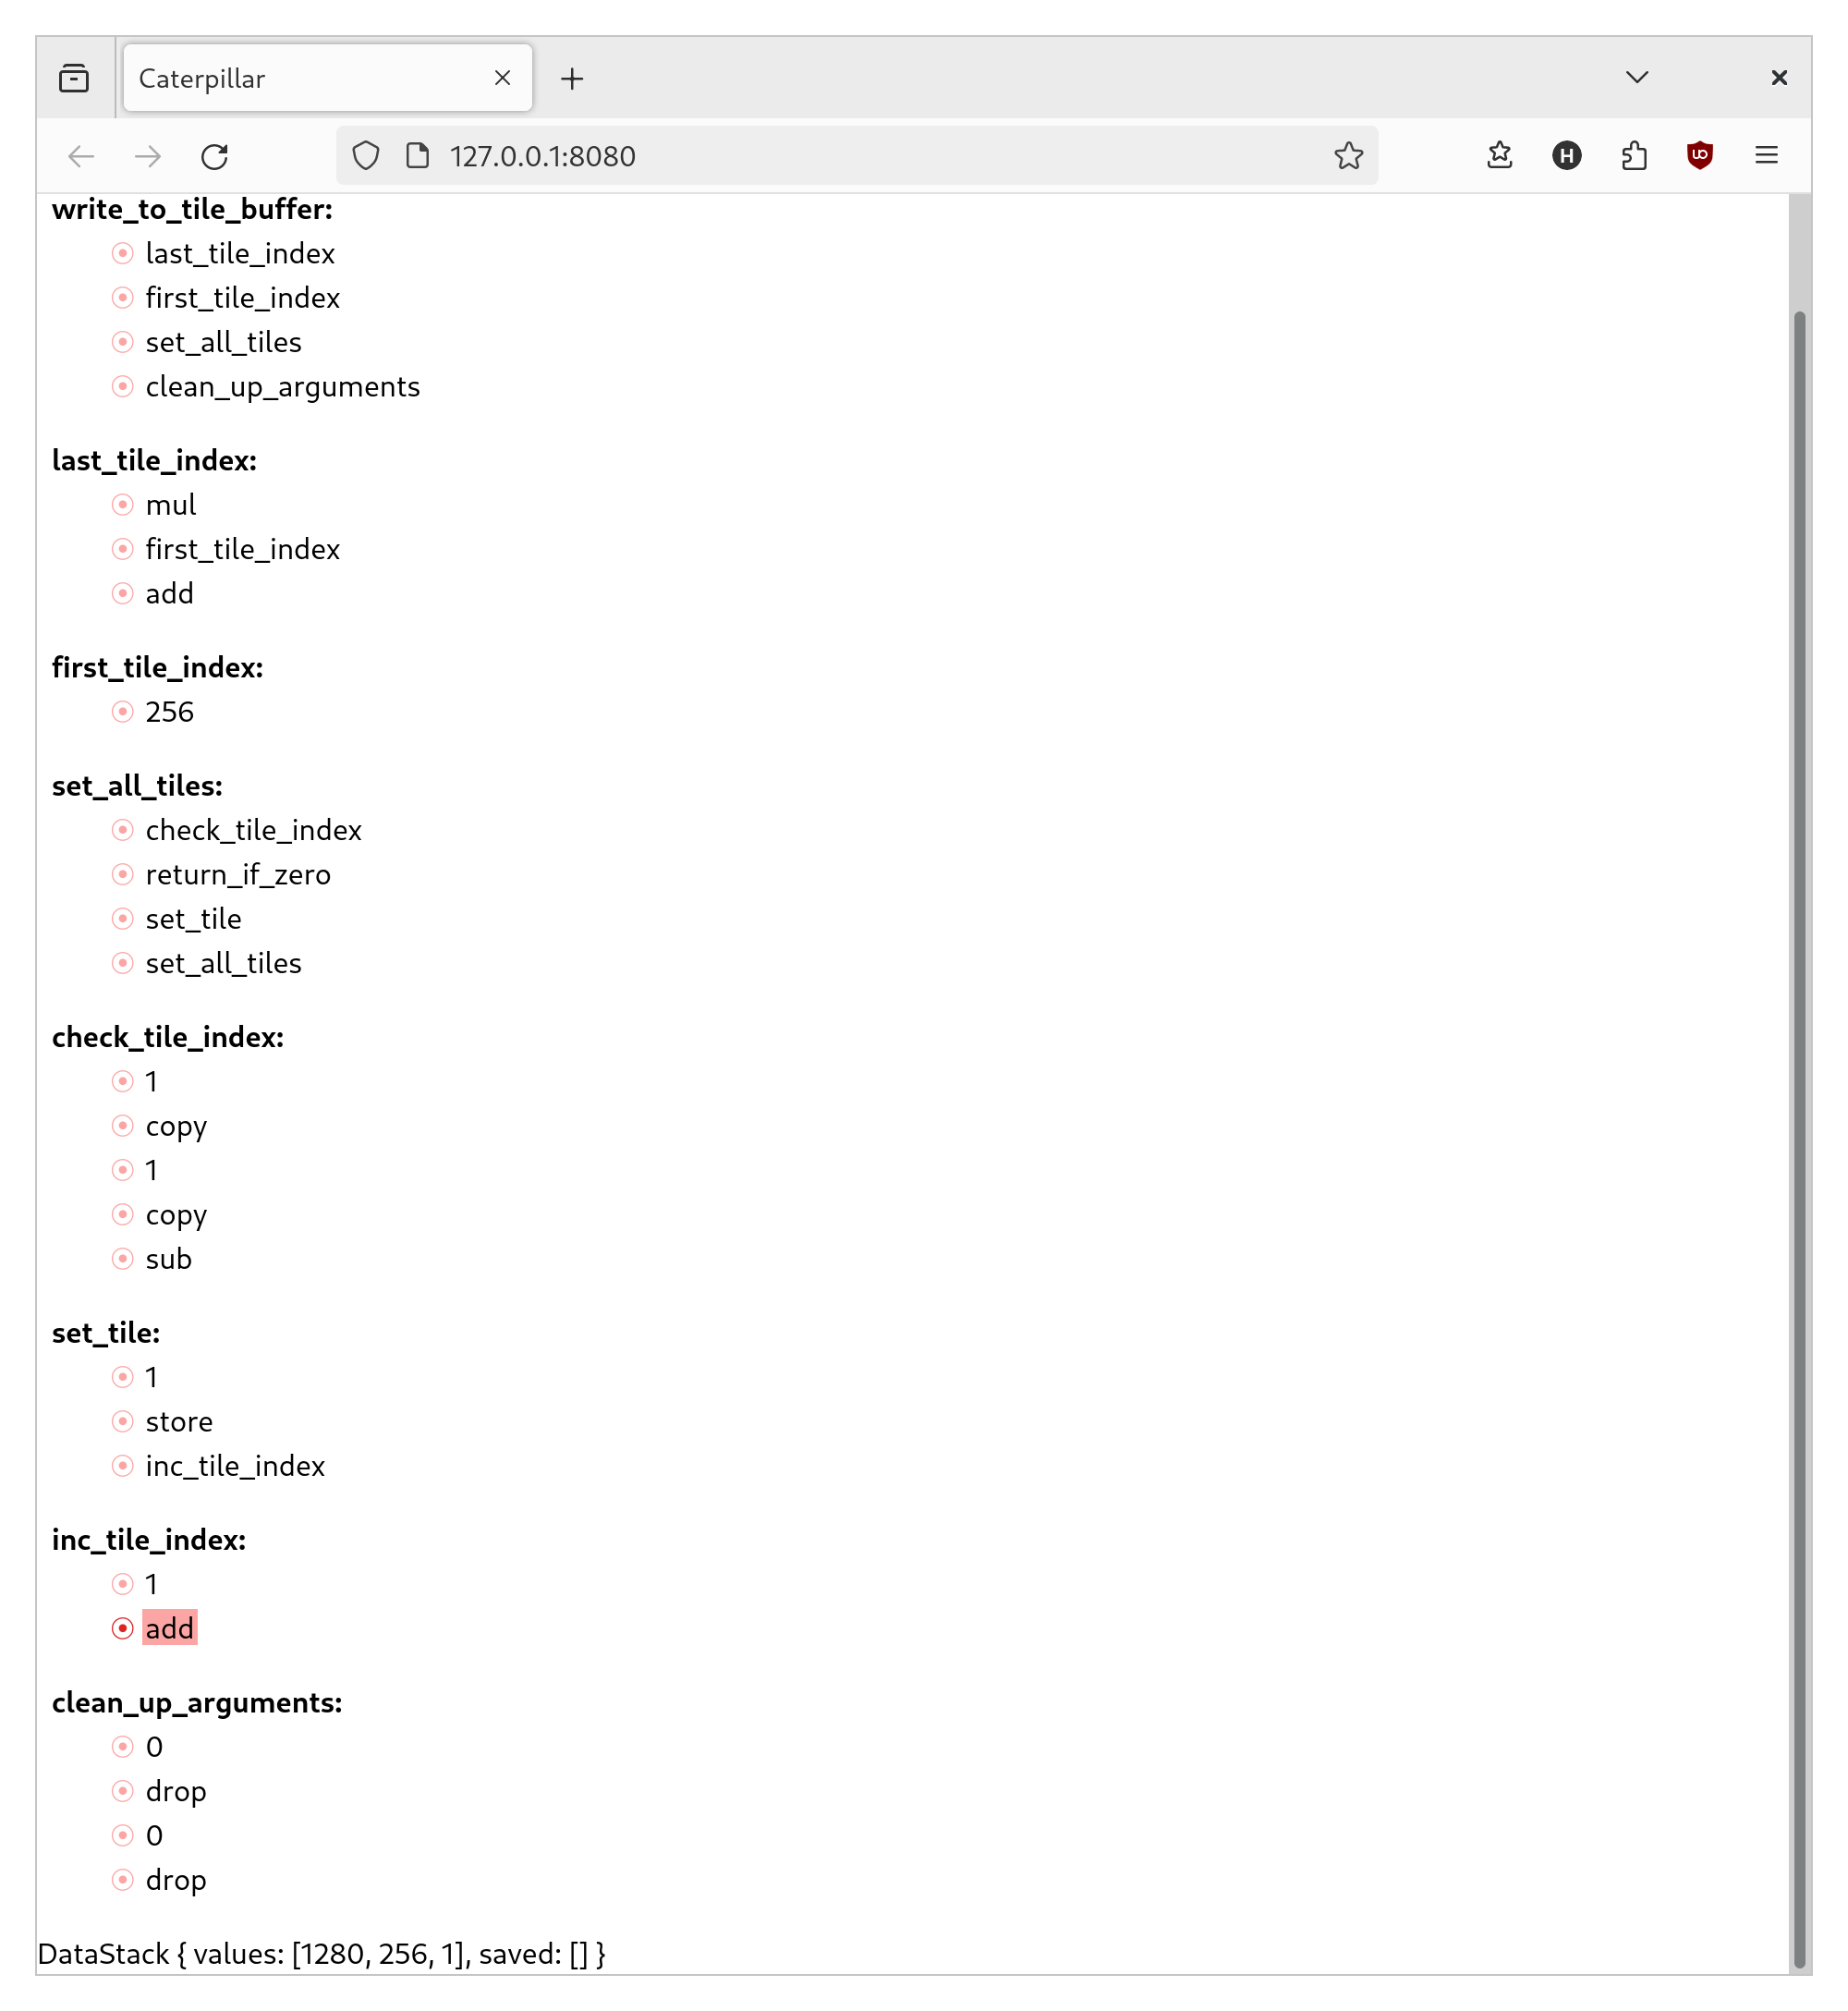 Caterpillar
127.0.0.1:8080
H
uo
write_to_tile_buffer:
last_tile_index
first_tile_index
set_all_tiles
clean_up_arguments
last_tile_index:
mul
first_tile_index
add
first_tile_index:
256
set_all_tiles:
check_tile_index
return_if_zero
set_tile
set_all_tiles
check_tile_index:
1
copy
1
copy
sub
set_tile:
1
store
inc_tile_index
inc_tile_index:
1
add
clean_up_arguments:
0
drop
0
drop
DataStack { values: [1280, 256, 1], saved: [] }